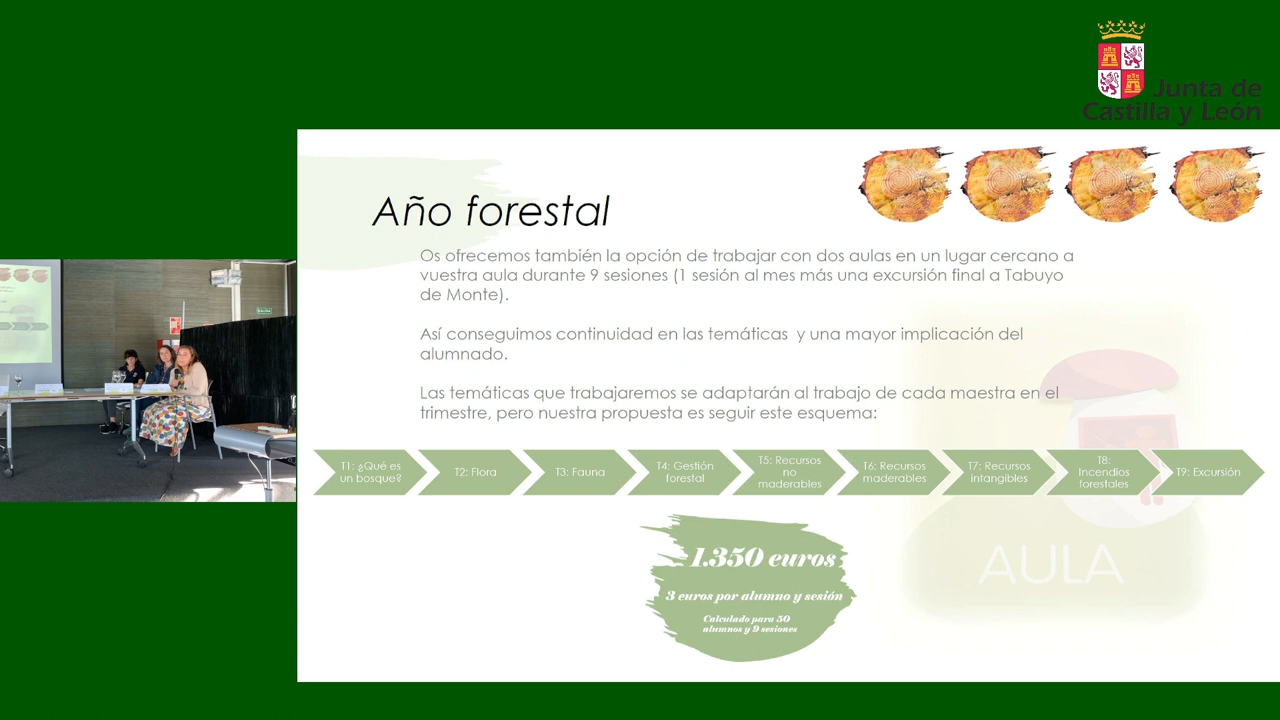 Junta de
Castilla y León
Año forestal
Os ofrecemos también la opción de trabajar con dos aulas en un lugar cercano a
vuestra aula durante 9 sesiones (1 sesión al mes más una excursión final a Tabuyo
de Monte).
Así conseguimos continuidad en las temáticas y una mayor implicación del
alumnado.
Las temáticas que trabajaremos se adaptarán al trabajo de cada maestra en el
trimestre, pero nuestra propuesta es seguir este esquema:
T1: ¿Qué es
un bosque?
T2: Flora
T3: Fauna
T4: Gestión
forestal
T5: Recursos
no
maderables
T6: Recursos
maderables
T7: Recursos
intangibles
T8:
Incendios
forestales
T9: Excursión
1.350 euros
3 euros por alumno y sesión
Calculado para 50
alumnos y 9 sesiones
AULA